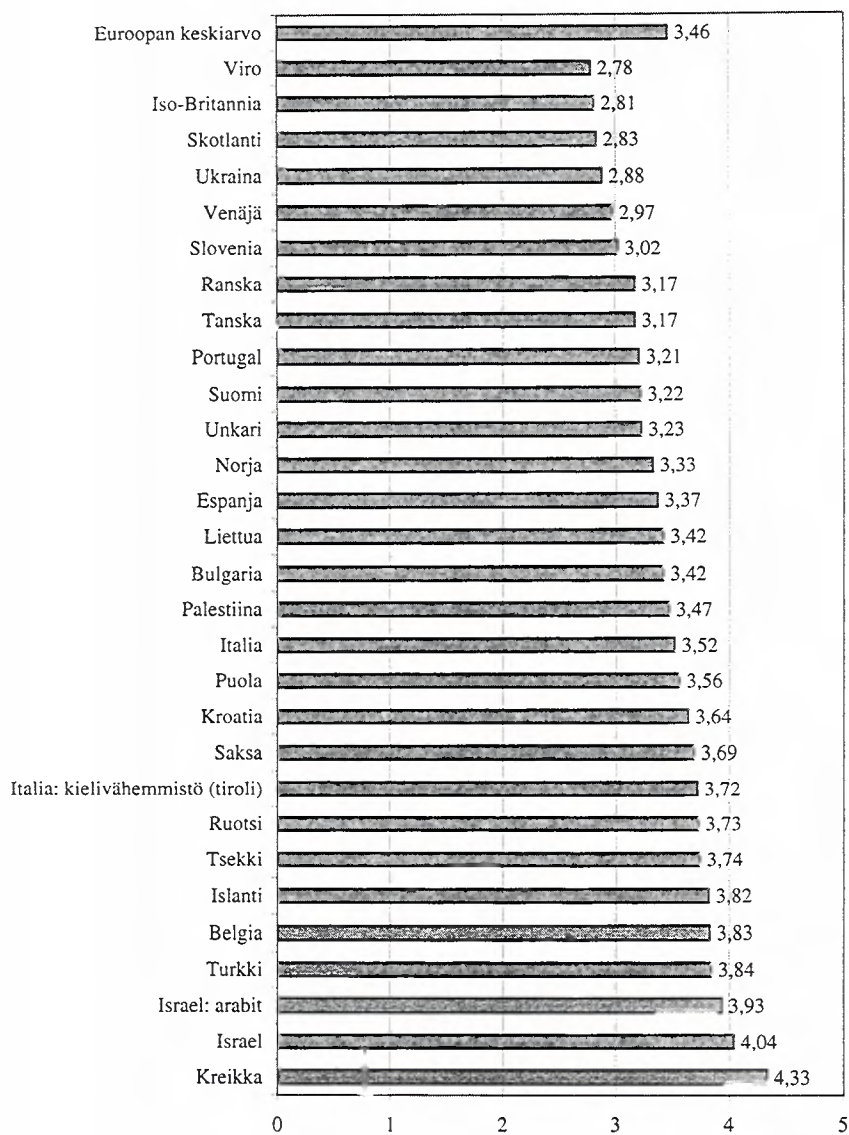 Euroopan keskiarvo 3,46
Viro 2,78
Iso-Britannia 2,81
Skotlanti 2,83
Ukraina 2,88
Venäjä 2,97
Slovenia 3,02
Ranska 3,17
Tanska 3,17
Portugal 3,21
Suomi 3,22
Unkari 3,23
Norja 3,33
Espanja 3,37
Liettua 3,42
Bulgaria 3,42
Palestiina 3,47
Italia 3,52
Puola 3,56
Kroatia 3,64
Saksa 3,69
Italia: kielivähemmistö (tiroli) 3,72
Ruotsi 3,73
Tsekki 3,74
Islanti 3,82
Belgia 3,83
Turkki 3,84
Israel: arabit 3,93
Israel 4,04
Kreikka 4,33
0 1 2 3 4 5